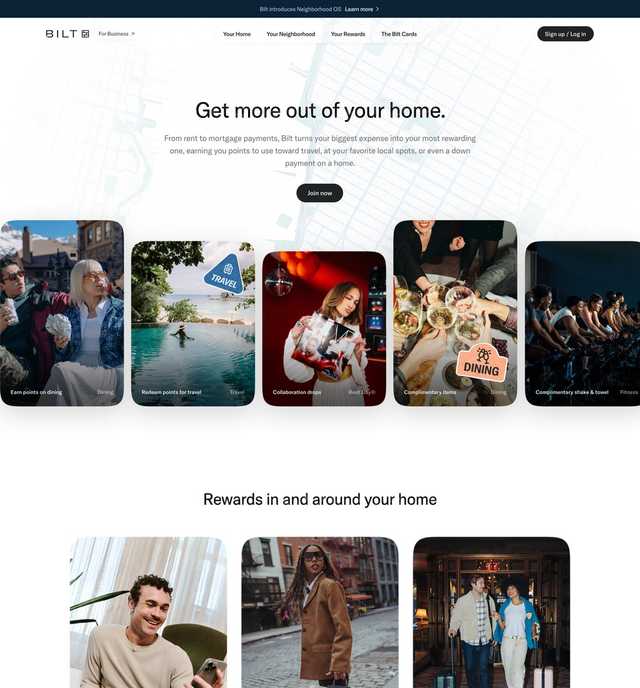 Bilt introduces Neighborhood OS Learn more
BILT For Business Your Home Your Neighborhood Your Rewards The Bilt Cards Sign up / Log in
Get more out of your home.
From rent to mortgage payments, Bilt turns your biggest expense into your most rewarding
one, earning you points to use toward travel, at your favorite local spots, or even a down
payment on a home.
Join now
TRAVEL
DINING
Earn points on dining Dining
Redeem points for travel Travel
Collaboration drops Rent Day®
Complimentary items Dining
Complimentary shake & towel Fitness
Rewards in and around your home